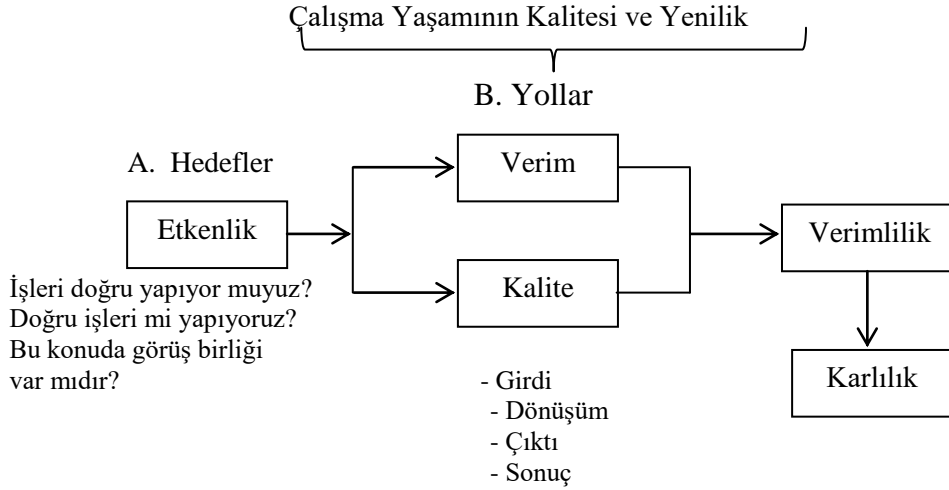 Çalışma Yaşamının Kalitesi ve Yenilik
B. Yollar
A. Hedefler
Verim
Etkenlik
Verimlilik
Kalite
İşleri doğru yapıyor muyuz?
Doğru işleri mi yapıyoruz?
Bu konuda görüş birliği
var mıdır?
Karlılık
- Girdi
- Dönüşüm
- Çıktı
- Sonuç